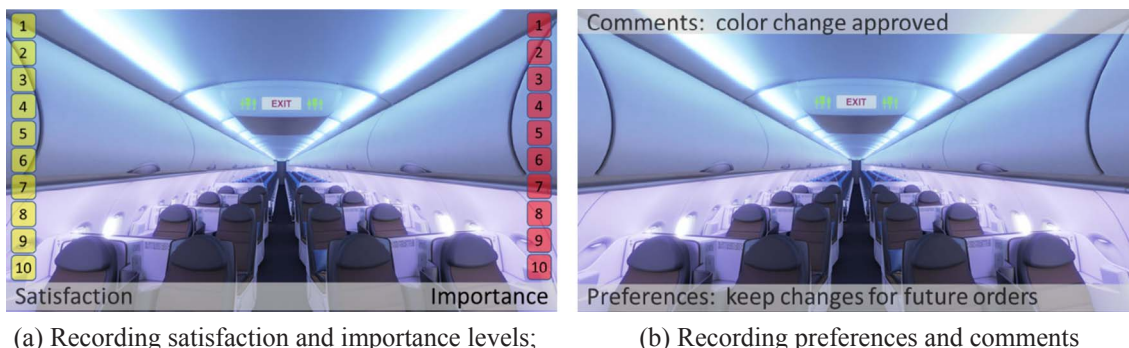 1 1
2 2
3 3
4 4
5 5
6 6
7 7
8 8
9 9
10 10
EXIT
Satisfaction Importance
Comments: color change approved
EXIT
Preferences: keep changes for future orders
(a) Recording satisfaction and importance levels;
(b) Recording preferences and comments